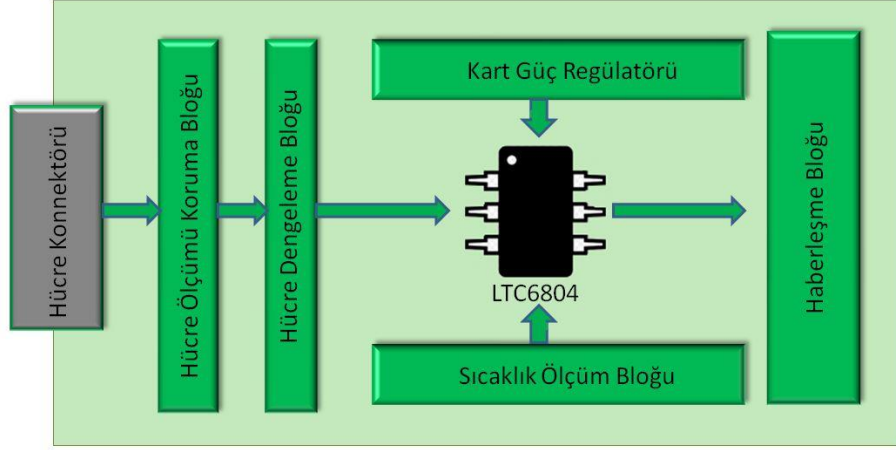 Hücre Konnektörü
Hücre Ölçümü Koruma Bloğu
Hücre Dengeleme Bloğu
Kart Güç Regülatörü
LTC6804
Sıcaklık Ölçüm Bloğu
Haberleşme Bloğu